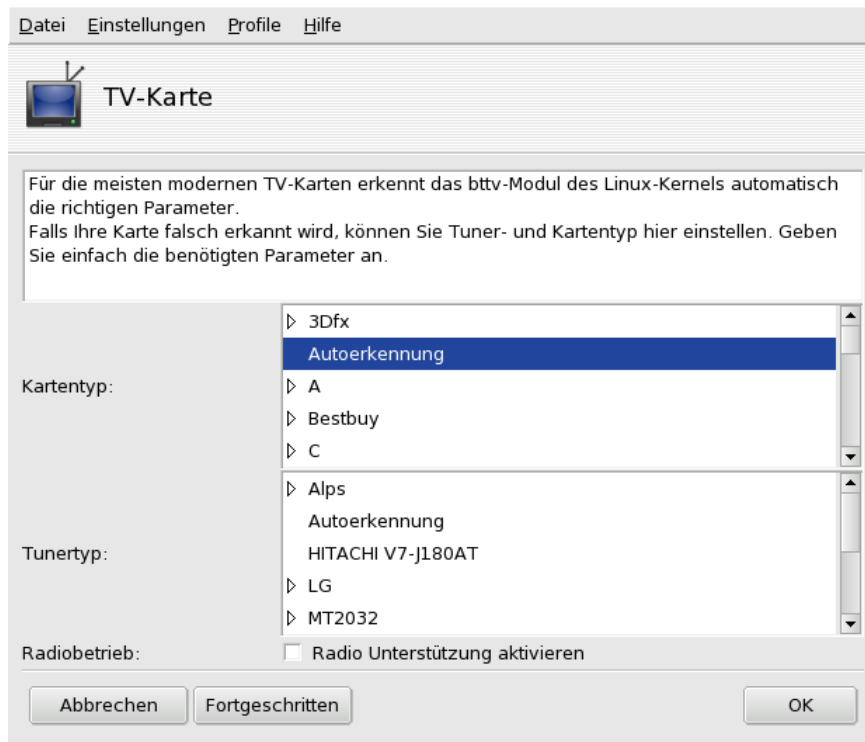 Datei Einstellungen Profile Hilfe
TV-Karte
Für die meisten modernen TV-Karten erkennt das bttv-Modul des Linux-Kernels automatisch
die richtigen Parameter.
Falls Ihre Karte falsch erkannt wird, können Sie Tuner- und Kartentyp hier einstellen. Geben
Sie einfach die benötigten Parameter an.
Kartentyp:
3Dfx
Autoerkennung
A
Bestbuy
C
Tunertyp:
Alps
Autoerkennung
HITACHI V7-J180AT
LG
MT2032
Radiobetrieb: Radio Unterstützung aktivieren
Abbrechen Fortgeschritten OK